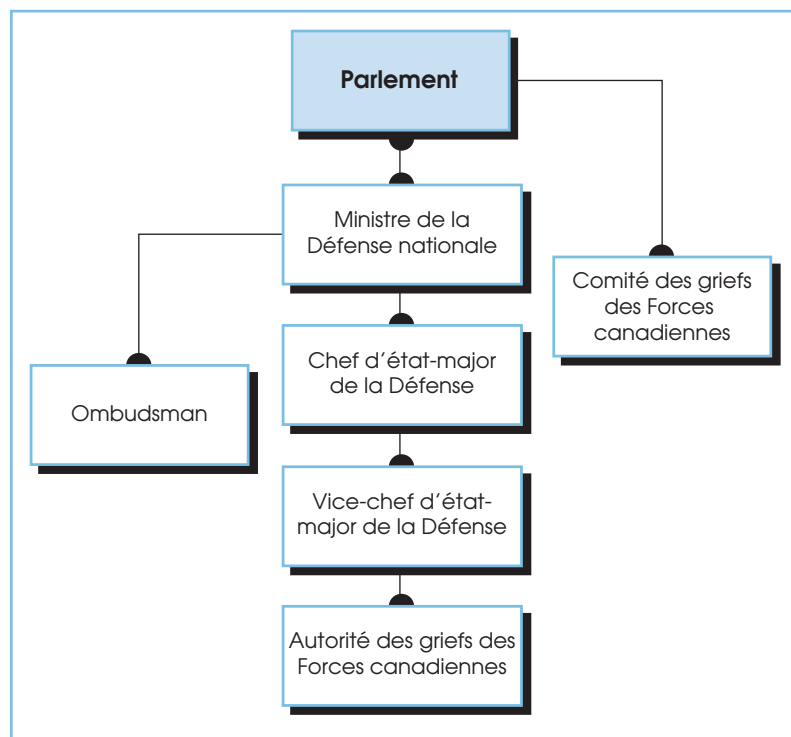 Parlement
Ministre de la
Défense nationale
Comité des griefs
des Forces
canadiennes
Chef d'état-major
de la Défense
Ombudsman
Vice-chef d'état-
major de la Défense
Autorité des griefs des
Forces canadiennes